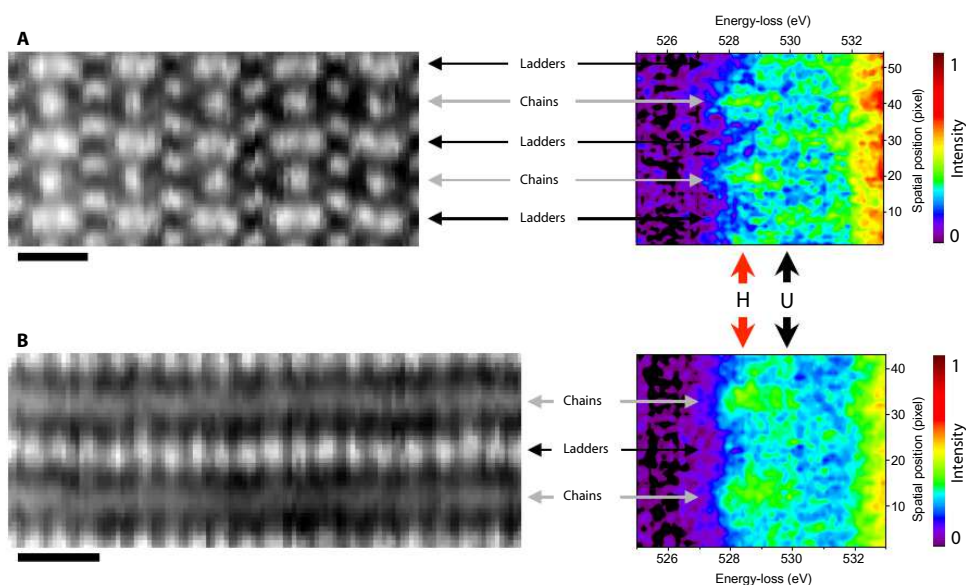 Energy-loss (eV)
A
526 528 530 532
Ladders
Chains
Ladders
Chains
Ladders
50
40
30
20
10
Spatial position (pixel)
1
0
Intensity
H U
B
Chains
Ladders
Chains
40
30
20
10
Spatial position (pixel)
1
0
Intensity
526 528 530 532
Energy-loss (eV)